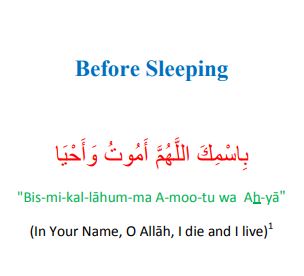 Before Sleeping
بِاسْمِكَ اللَّهُمَّ أَمُوتُ وَأَحْيَا
"Bis-mi-kal-lāhum-ma A-moo-tu wa Ah-yā"
(In Your Name, O Allāh, I die and I live)1